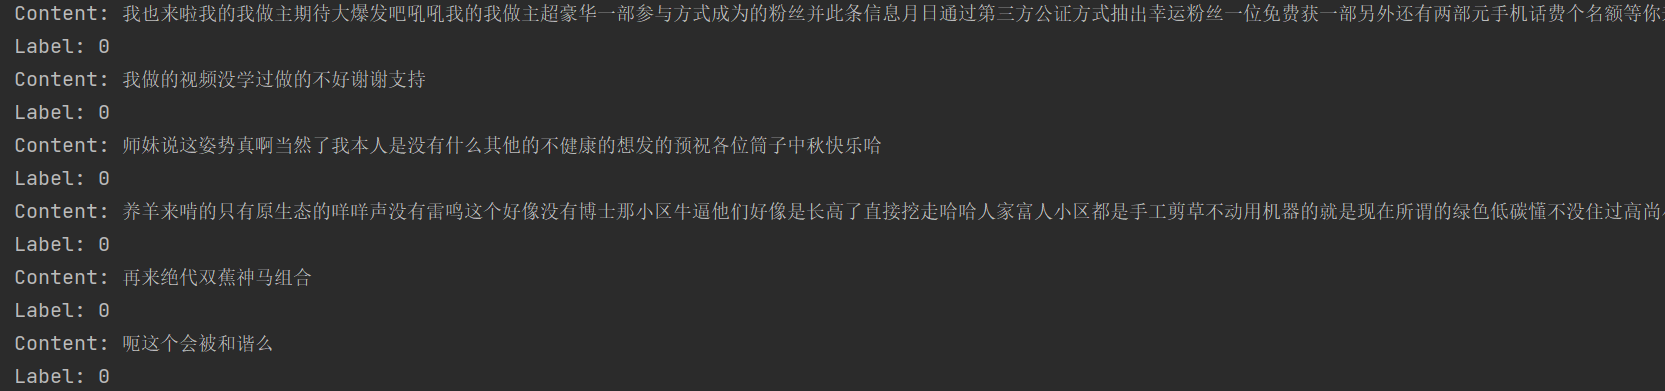 Content: 我也来啦我的我做主期待大爆发吧吼吼我的我做主超豪华一部参与方式成为的粉丝并此条信息月日通过第三方公证方式抽出幸运粉丝一位免费获一部另外还有两部元手机话费个名额等你
Label: 0
Content: 我做的视频没学过做的不好谢谢支持
Label: 0
Content: 师妹说这姿势真啊当然了我本人是没有什么其他的不健康的想发的预祝各位筒子中秋快乐哈
Label: 0
Content: 养羊来啃的只有原生态的咩咩声没有雷鸣这个好像没有博士那小区牛逼他们好像是长高了直接挖走哈哈人家富人小区都是手工剪草不动用机器的就是现在所谓的绿色低碳懂不没住过高尚
Label: 0
Content: 再来绝代双蕉神马组合
Label: 0
Content: 呃这个会被和谐么
Label: 0